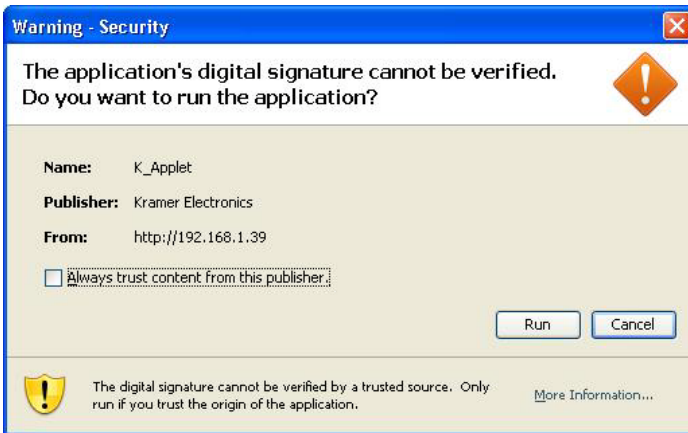 Warning - Security
The application's digital signature cannot be verified.
Do you want to run the application?
Name: K_Applet
Publisher: Kramer Electronics
From: http://192.168.1.39
Always trust content from this publisher.
Run Cancel
The digital signature cannot be verified by a trusted source. Only
run if you trust the origin of the application.
More Information...